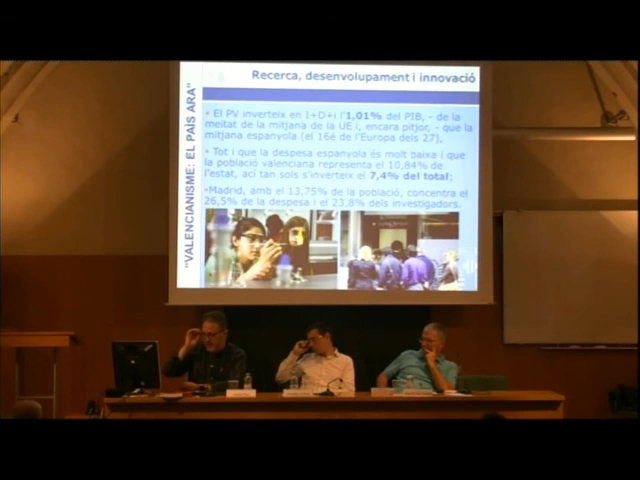 Recerca, desenvolupament i innovació
"VALENCIANISME: EL PAÍS ARA"
• El PV inverteix en I+D+i l'1,01% del PIB, - de la
meitat de la mitjana de la UE i, encara pitjor, - que la
mitjana espanyola (el 16è de l'Europa dels 27),
• Tot i que la despesa espanyola és molt baixa i que
la població valenciana representa el 10,84% de
l'estat, ací tan sols s'inverteix el 7,4% del total;
•Madrid, amb el 13,75% de la població, concentra el
26,5% de la despesa i el 23,8% dels investigadors.